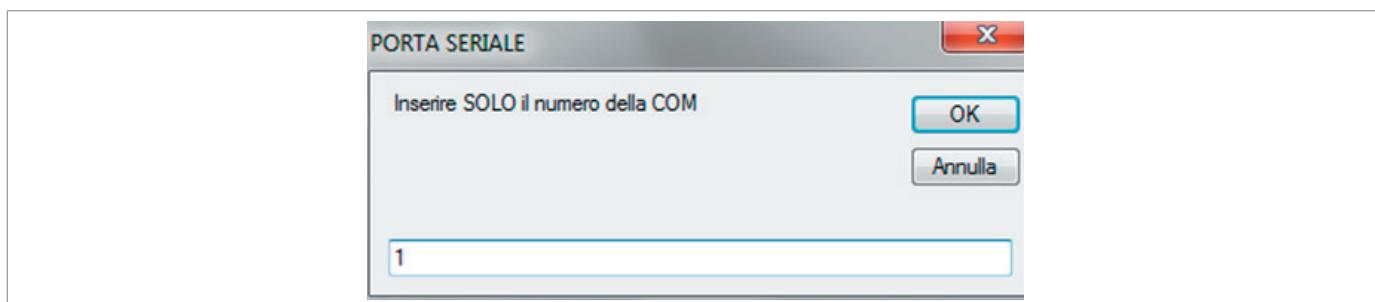 PORTA SERIALE
Inserire SOLO il numero della COM
OK
Annulla
1